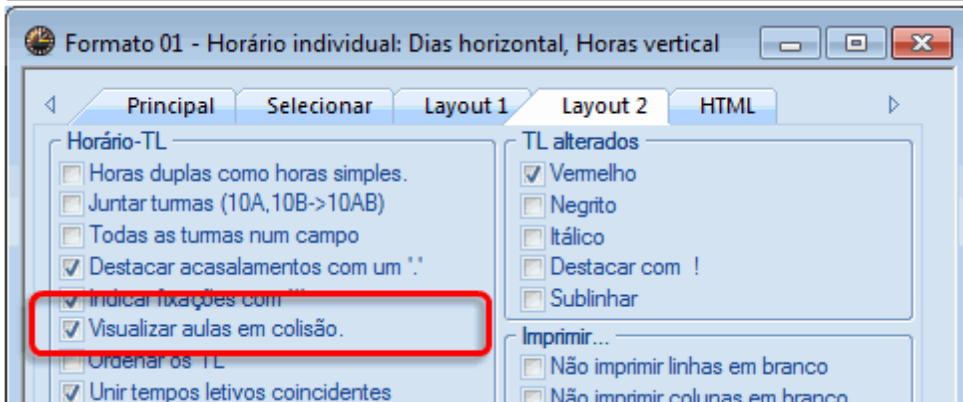 Formato 01 - Horário individual: Dias horizontal, Horas vertical
Principal Selecionar Layout 1 Layout 2 HTML
Horário-TL
Horas duplas como horas simples.
Juntar turmas (10A,10B->10AB)
Todas as turmas num campo
Destacar acasalamentos com um '.'
Indicar fixações com
Visualizar aulas em colisão.
Ordenar os TL
Unir tempos letivos coincidentes
TL alterados
Vermelho
Negrito
Itálico
Destacar com !
Sublinhar
Imprimir...
Não imprimir linhas em branco
Não imprimir colunas em branco